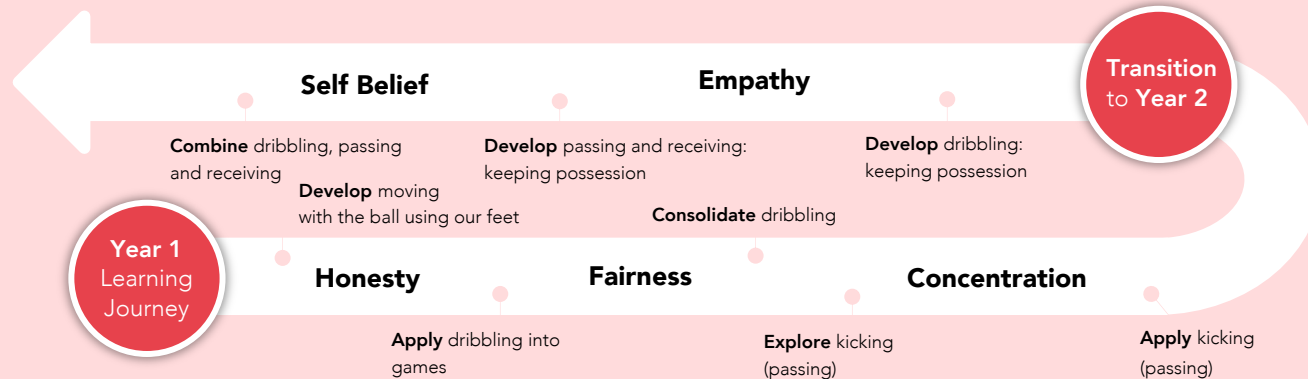 Self Belief
Empathy
Transition
to Year 2
Combine dribbling, passing
and receiving
Develop passing and receiving:
keeping possession
Develop dribbling:
keeping possession
Develop moving
with the ball using our feet
Consolidate dribbling
Year 1
Learning
Journey
Honesty
Fairness
Concentration
Apply dribbling into
games
Explore kicking
(passing)
Apply kicking
(passing)